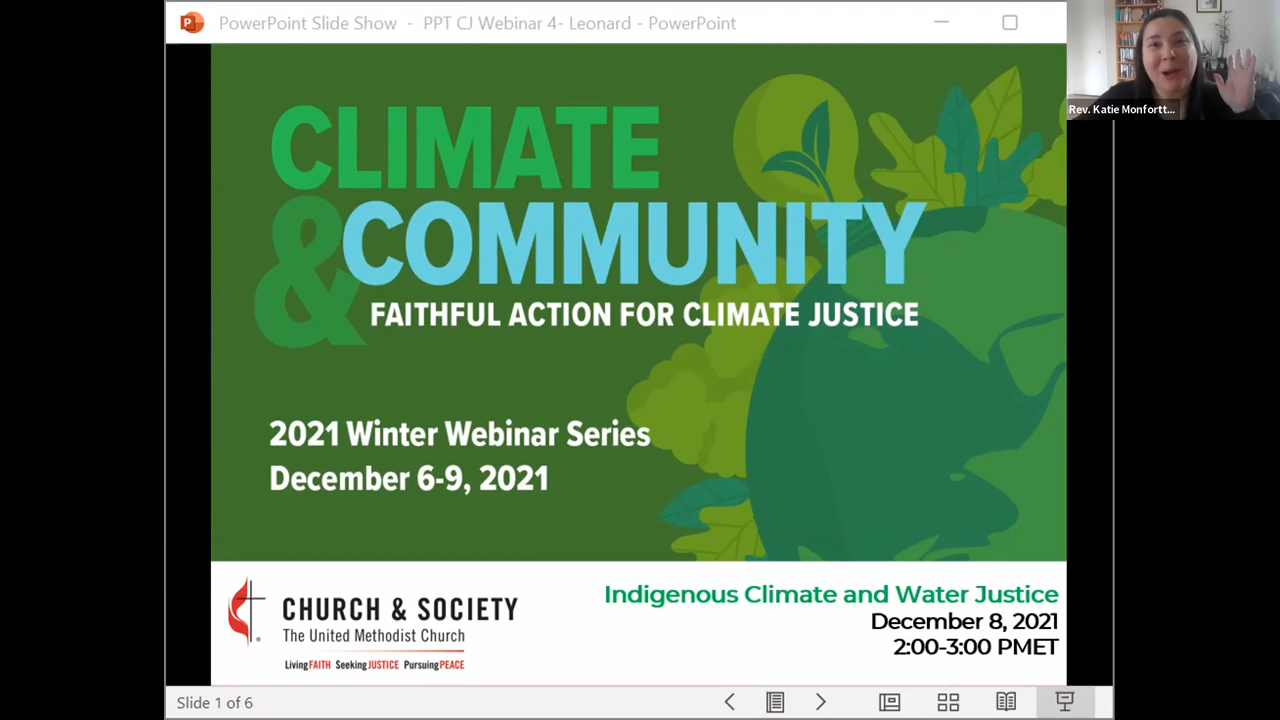 PowerPoint Slide Show - PPT CJ Webinar 4- Leonard - PowerPoint
Rev. Katie Monfortt...
CLIMATE
&COMMUNITY
FAITHFUL ACTION FOR CLIMATE JUSTICE
2021 Winter Webinar Series
December 6-9, 2021
CHURCH & SOCIETY
The United Methodist Church
Living FAITH Seeking JUSTICE Pursuing PEACE
Indigenous Climate and Water Justice
December 8, 2021
2:00-3:00 PMET
Slide 1 of 6